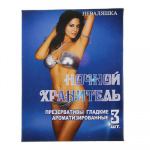 НЕВАЛЯШКА
НОЧНОЙ
ХРАНИТЕЛЬ
ПРЕЗЕРВАТИВЫ ГЛАДКИЕ
АРОМАТИЗИРОВАННЫЕ
3
шт.